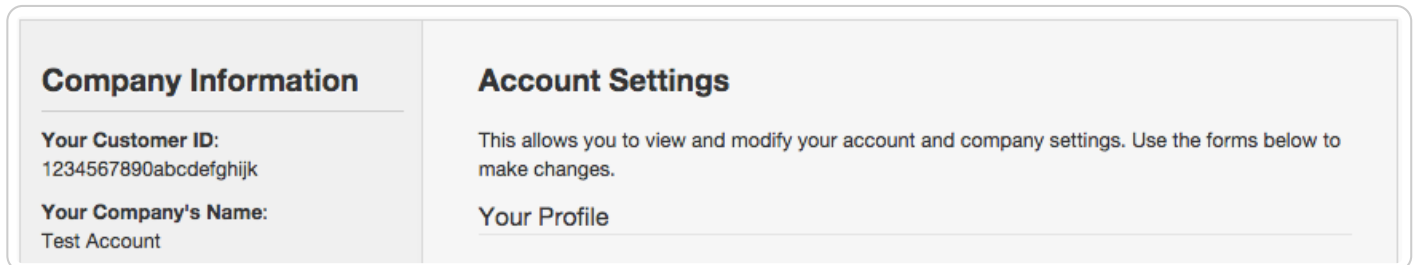 Company Information
Your Customer ID:
1234567890abcdefghijk
Your Company's Name:
Test Account
Account Settings
This allows you to view and modify your account and company settings. Use the forms below to
make changes.
Your Profile